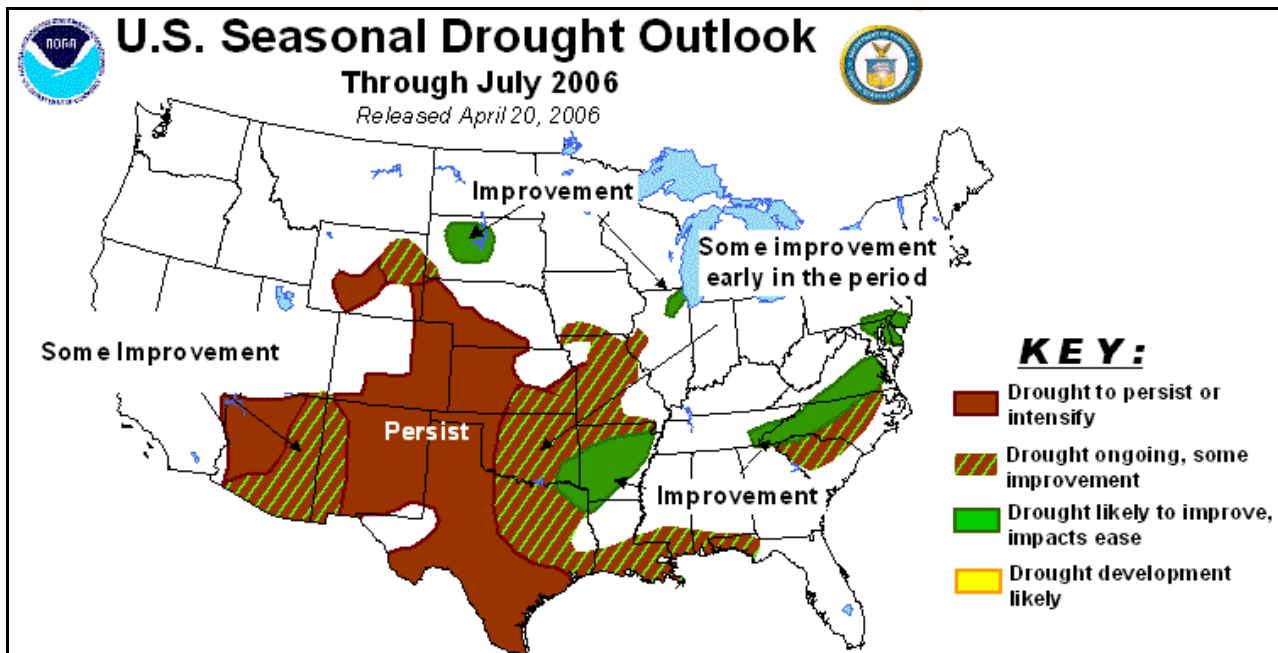 U.S. Seasonal Drought Outlook
Through July 2006
Released April 20, 2006
NOAA
Improvement
Some improvement
early in the period
Some Improvement
Persist
Improvement
KEY:
Drought to persist or
intensify
Drought ongoing, some
improvement
Drought likely to improve,
impacts ease
Drought development
likely